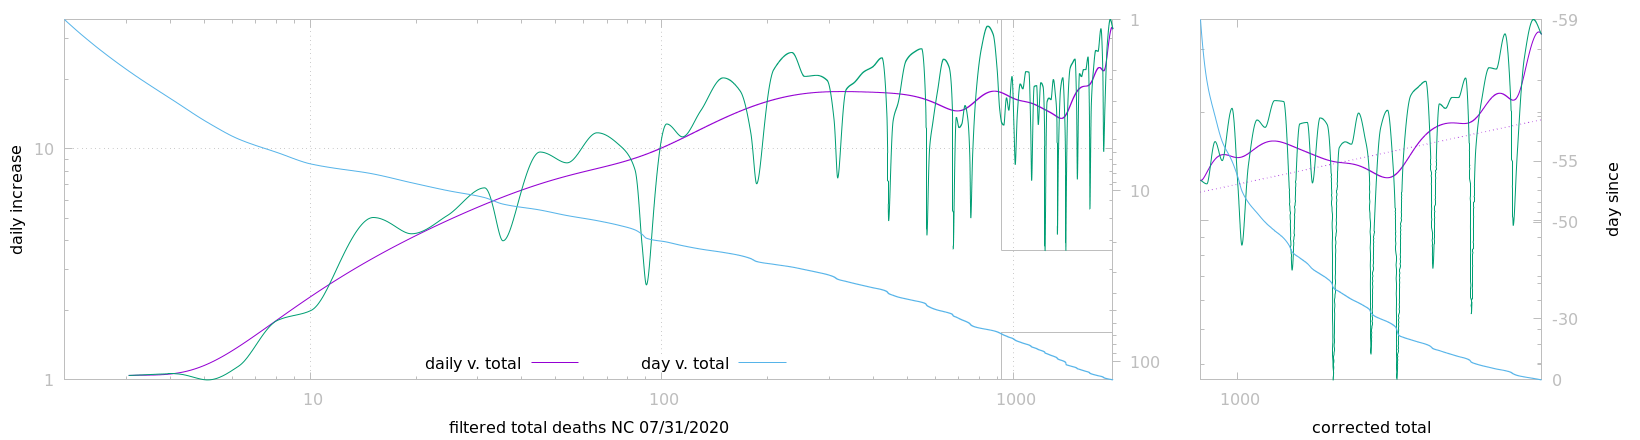 1
-59
10
daily increase
-55
10
-50
day since
-30
daily v. total
day v. total
100
1
0
10
100
1000
1000
filtered total deaths NC 07/31/2020
corrected total